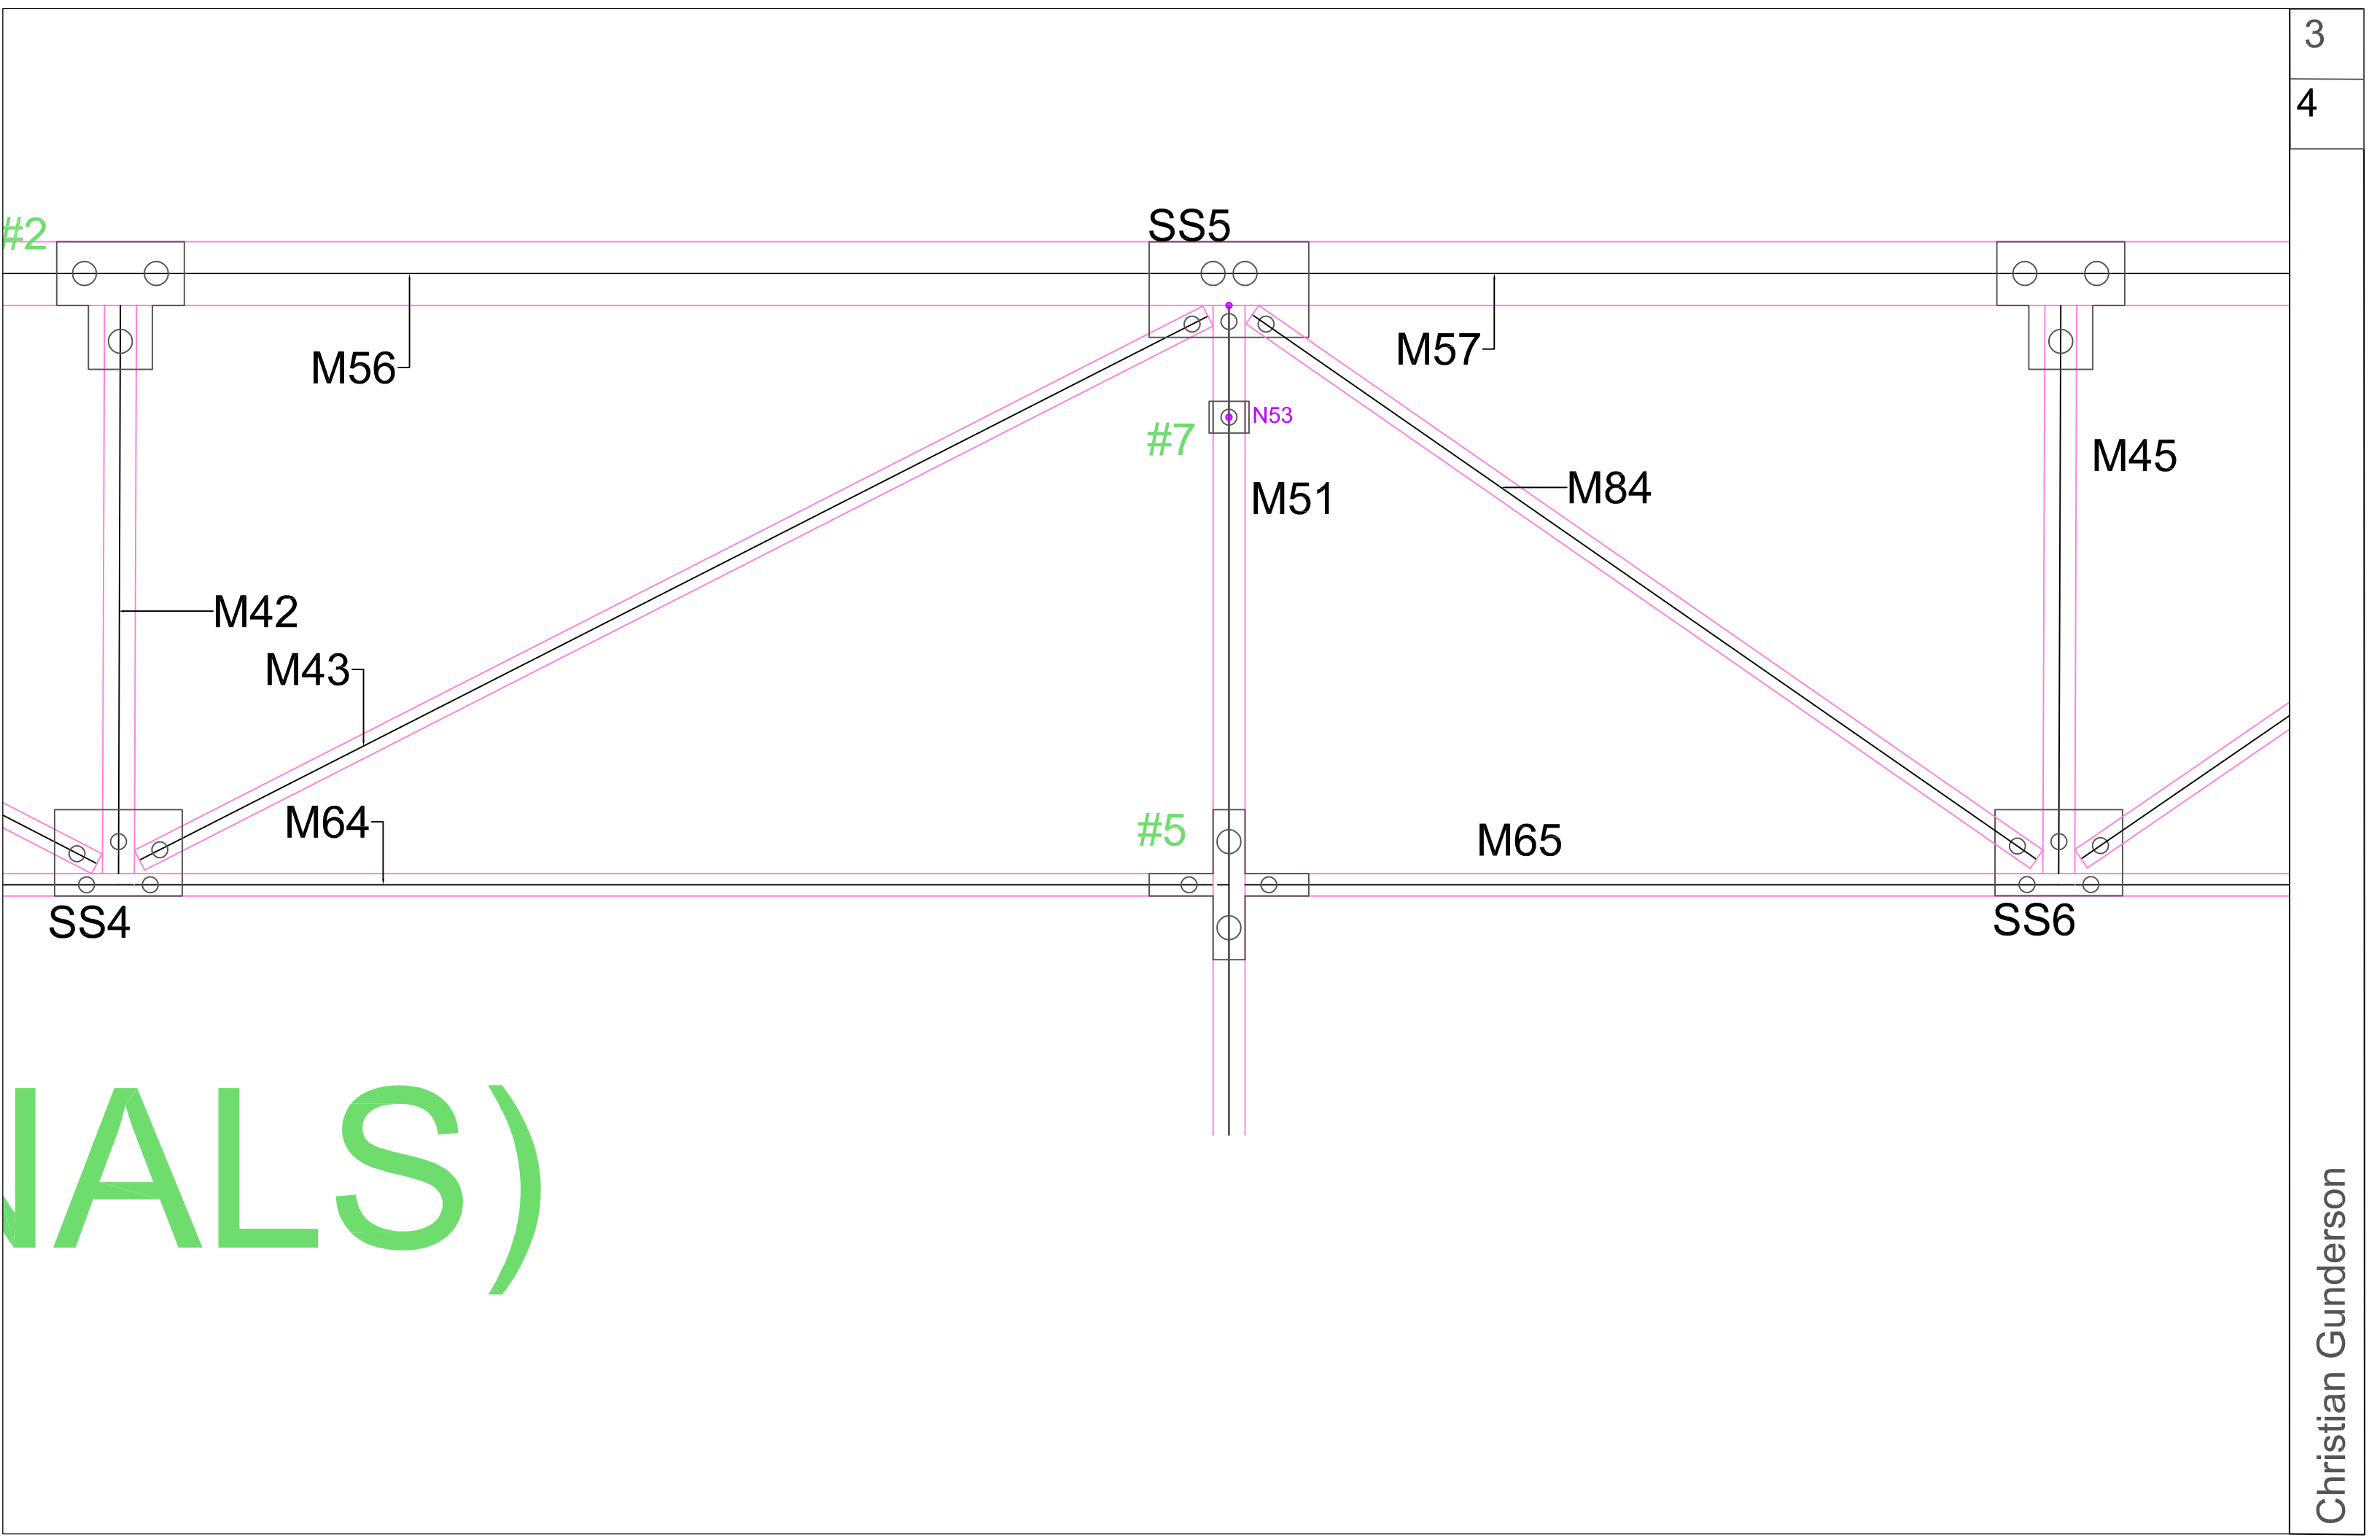 3
4
#2
SS5
M56
M57
N53
#7
M45
M51
M84
M42
M43
M64
#5
M65
SS4
SS6
NALS)
Christian Gunderson